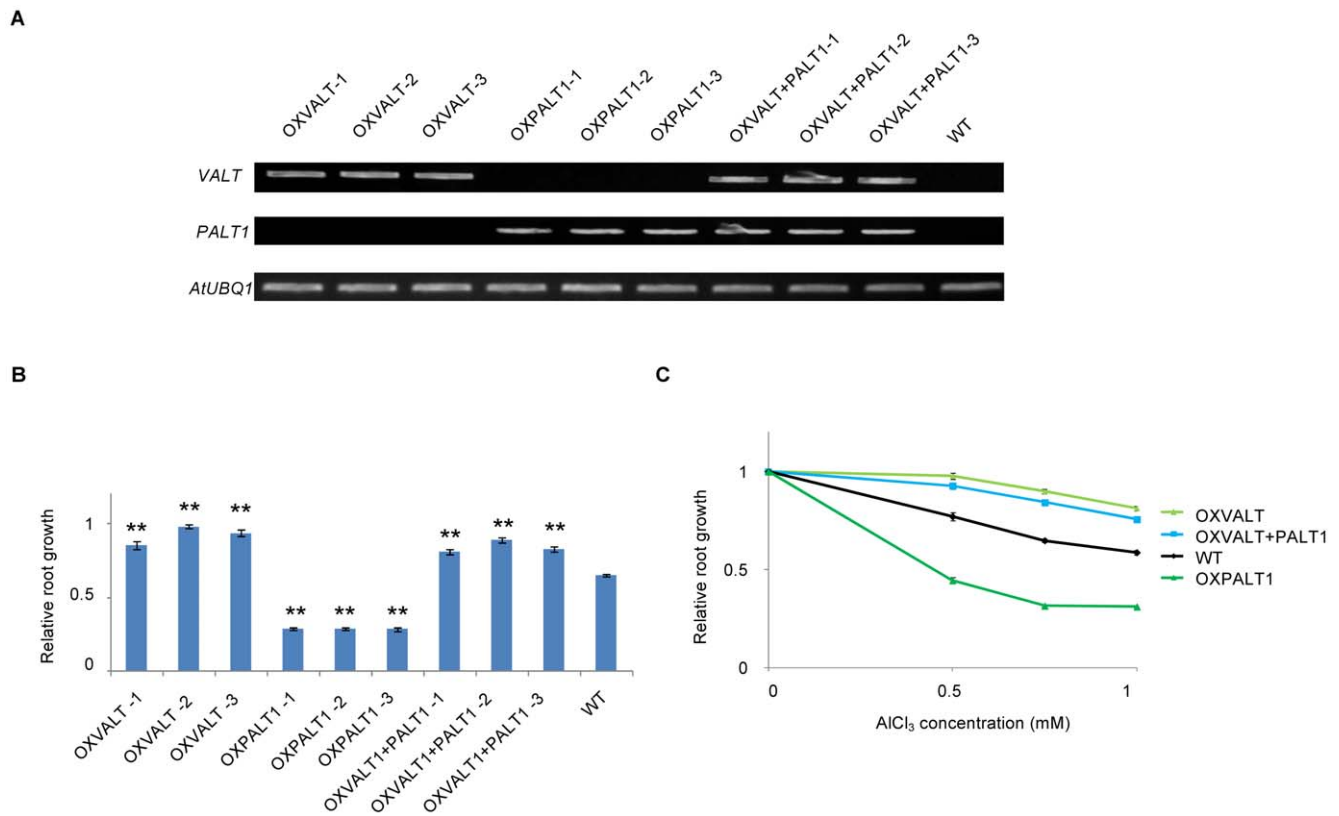 A
OXVALT-1
OXVALT-2
OXVALT-3
OXPALT1-1
OXPALT1-2
OXPALT1-3
OXVALT+PALT1-1
OXVALT+PALT1-2
OXVALT+PALT1-3
WT
VALT
PALT1
AtUBQ1
B
Relative root growth
1
0.5
0
**
**
**
**
**
**
**
**
**
OXVALT -1
OXVALT -2
OXVALT -3
OXPALT1 -1
OXPALT1 -2
OXPALT1 -3
OXVALT1+PALT1 -1
OXVALT1+PALT1 -2
OXVALT1+PALT1 -3
WT
C
Relative root growth
1
0.5
0
0
0.5
1
AlCl₃ concentration (mM)
OXVALT
OXVALT+PALT1
WT
OXPALT1